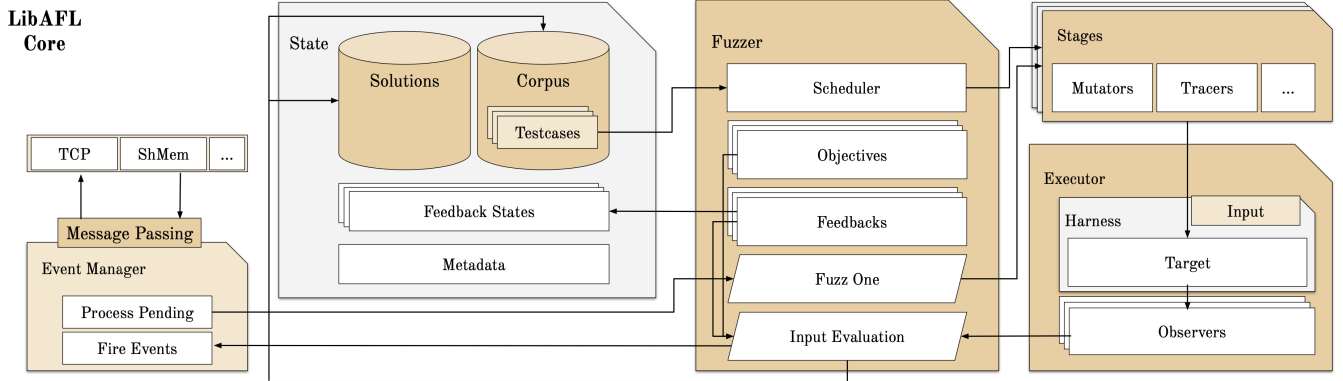 LibAFL
Core
TCP
ShMem
...
Message Passing
Event Manager
Process Pending
Fire Events
State
Solutions
Corpus
Testcases
Feedback States
Metadata
Fuzzer
Scheduler
Objectives
Feedbacks
Fuzz One
Input Evaluation
Stages
Mutators
Tracers
...
Executor
Input
Harness
Target
Observers